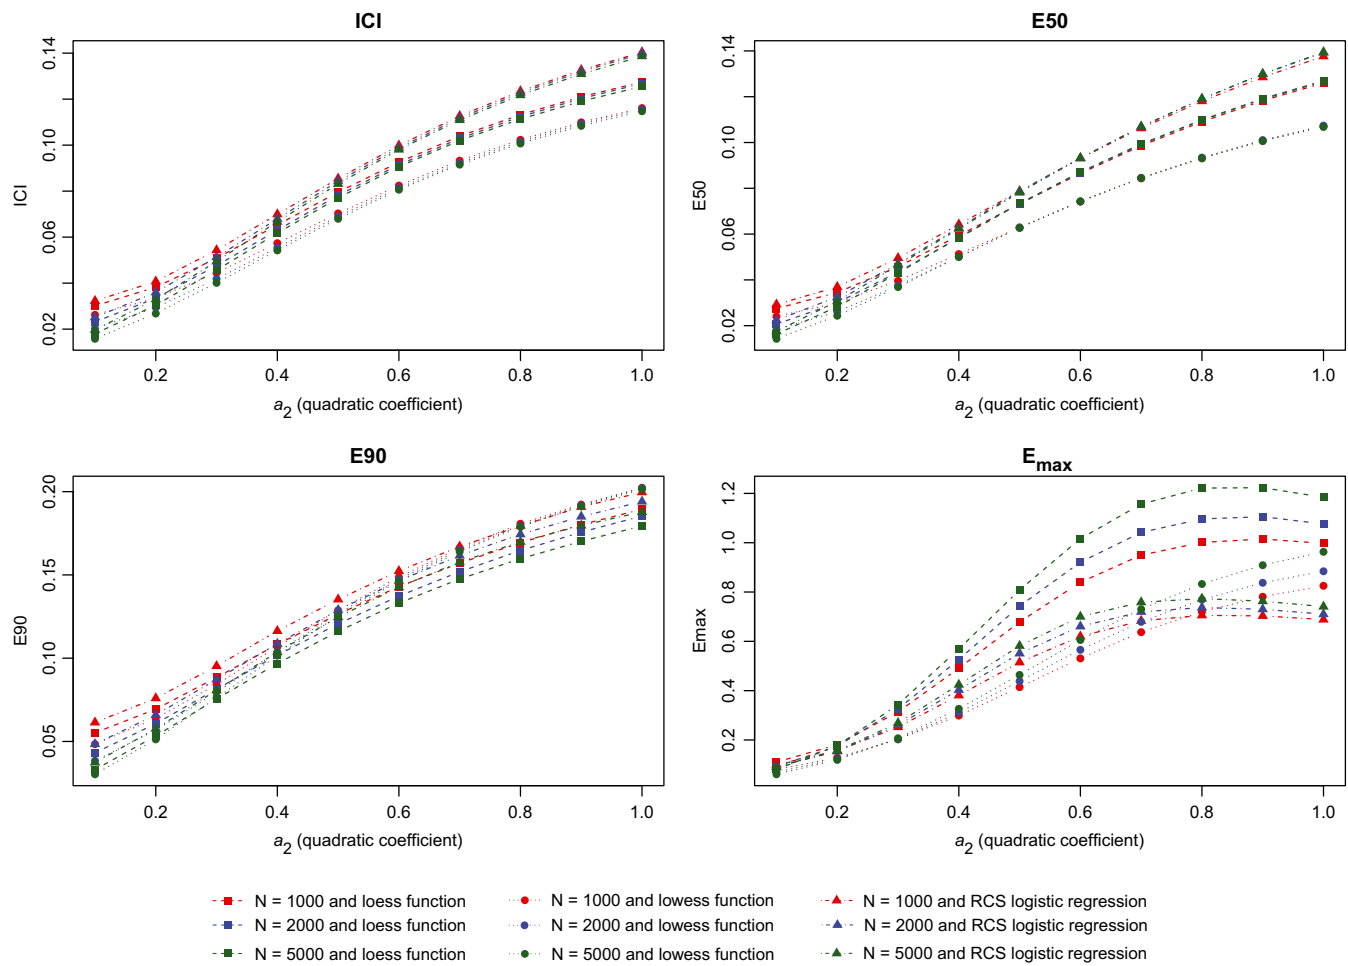 ICI
ICI
0.02
0.06
0.10
0.14
0.2 0.4 0.6 0.8 1.0
a2 (quadratic coefficient)
E50
E50
0.02
0.06
0.10
0.14
0.2 0.4 0.6 0.8 1.0
a2 (quadratic coefficient)
E90
E90
0.05
0.10
0.15
0.20
0.2 0.4 0.6 0.8 1.0
a2 (quadratic coefficient)
Emax
Emax
0.2
0.4
0.6
0.8
1.0
1.2
0.2 0.4 0.6 0.8 1.0
a2 (quadratic coefficient)
N = 1000 and loess function
N = 2000 and loess function
N = 5000 and loess function
N = 1000 and lowess function
N = 2000 and lowess function
N = 5000 and lowess function
N = 1000 and RCS logistic regression
N = 2000 and RCS logistic regression
N = 5000 and RCS logistic regression